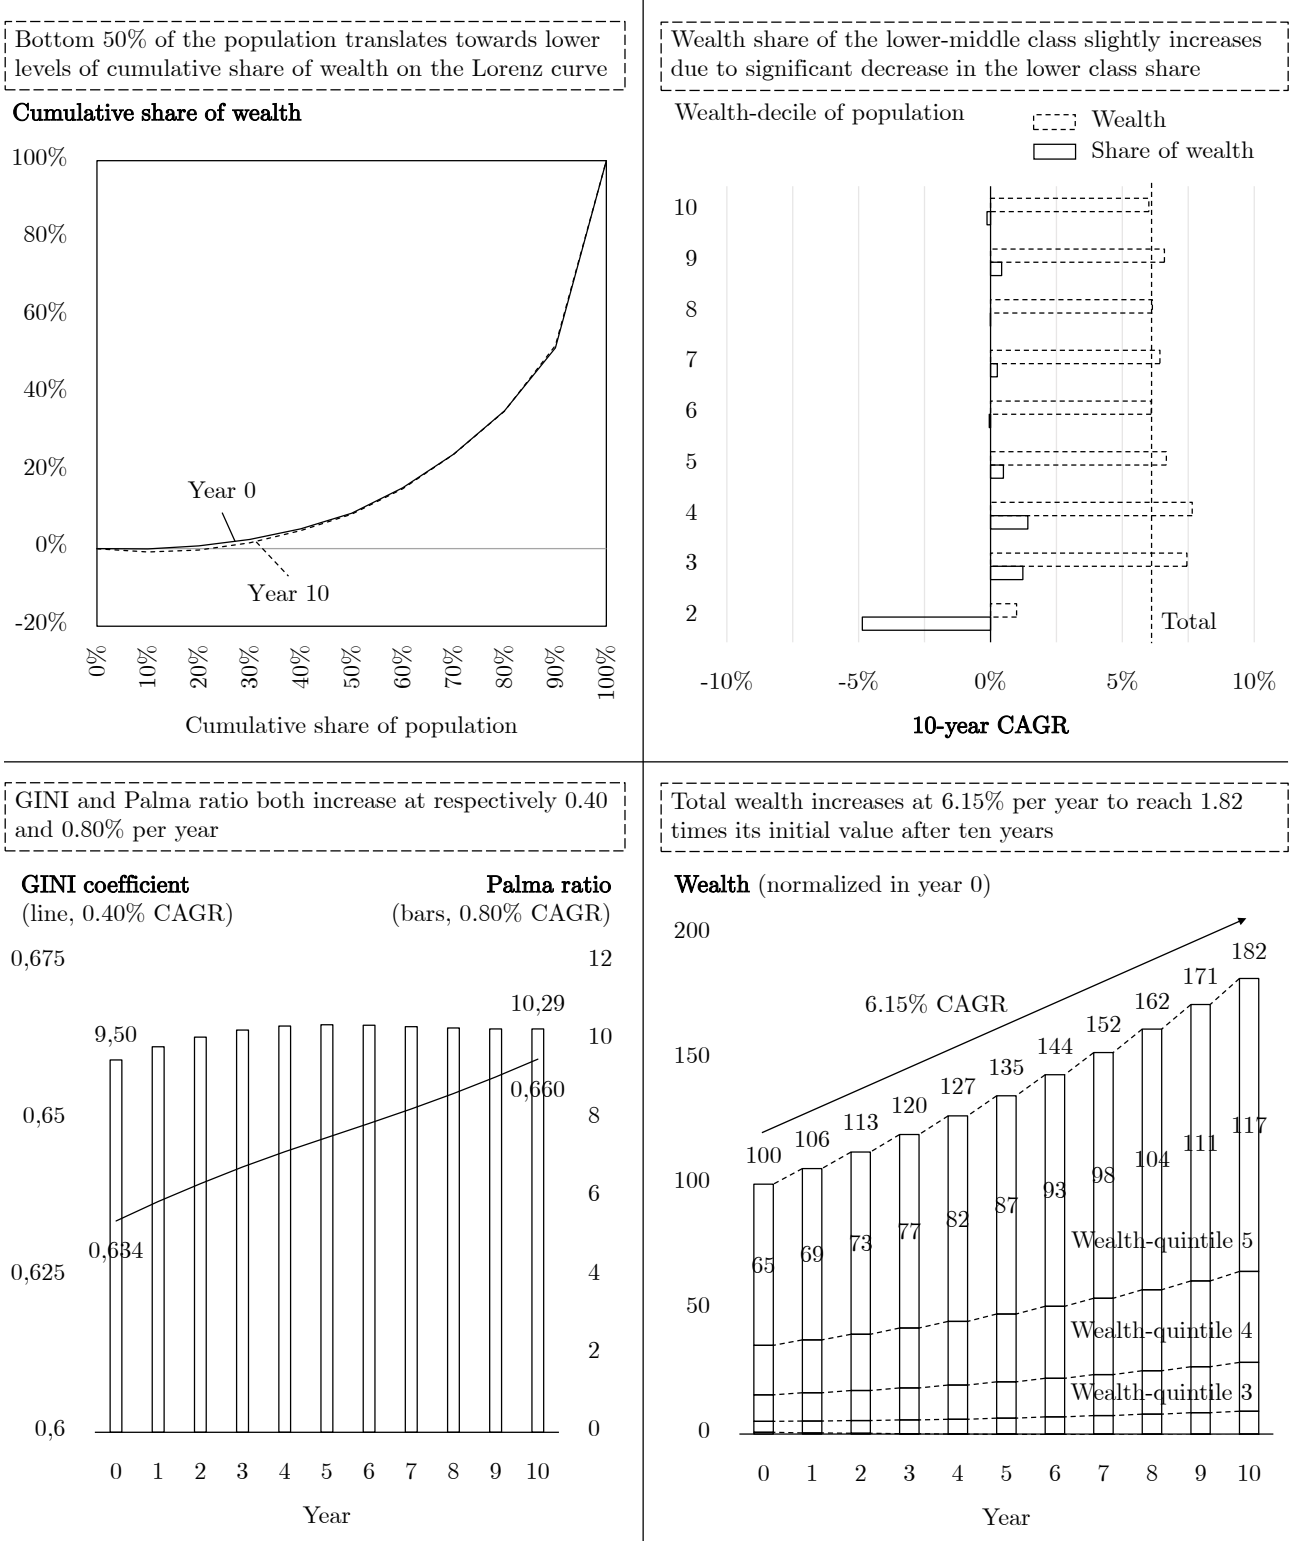 Bottom 50% of the population translates towards lower
levels of cumulative share of wealth on the Lorenz curve
Cumulative share of wealth
100%
80%
60%
40%
20%
0%
-20%
Year 0
Year 10
0% 10% 20% 30% 40% 50% 60% 70% 80% 90% 100%
Cumulative share of population
Wealth share of the lower-middle class slightly increases
due to significant decrease in the lower class share
Wealth-decile of population
Wealth
Share of wealth
10
9
8
7
6
5
4
3
2
Total
-10% -5% 0% 5% 10%
10-year CAGR
GINI and Palma ratio both increase at respectively 0.40
and 0.80% per year
GINI coefficient
(line, 0.40% CAGR)
Palma ratio
(bars, 0.80% CAGR)
0,675
0,65
0,625
0,6
12
10
8
6
4
2
0
9,50
10,29
0,660
0,634
0 1 2 3 4 5 6 7 8 9 10
Year
Total wealth increases at 6.15% per year to reach 1.82
times its initial value after ten years
Wealth (normalized in year 0)
200
150
100
50
0
6.15% CAGR
100 106 113 120 127 135 144 152 162 171 182
65 69 73 77 82 87 93 98 104 111 117
Wealth-quintile 5
Wealth-quintile 4
Wealth-quintile 3
0 1 2 3 4 5 6 7 8 9 10
Year